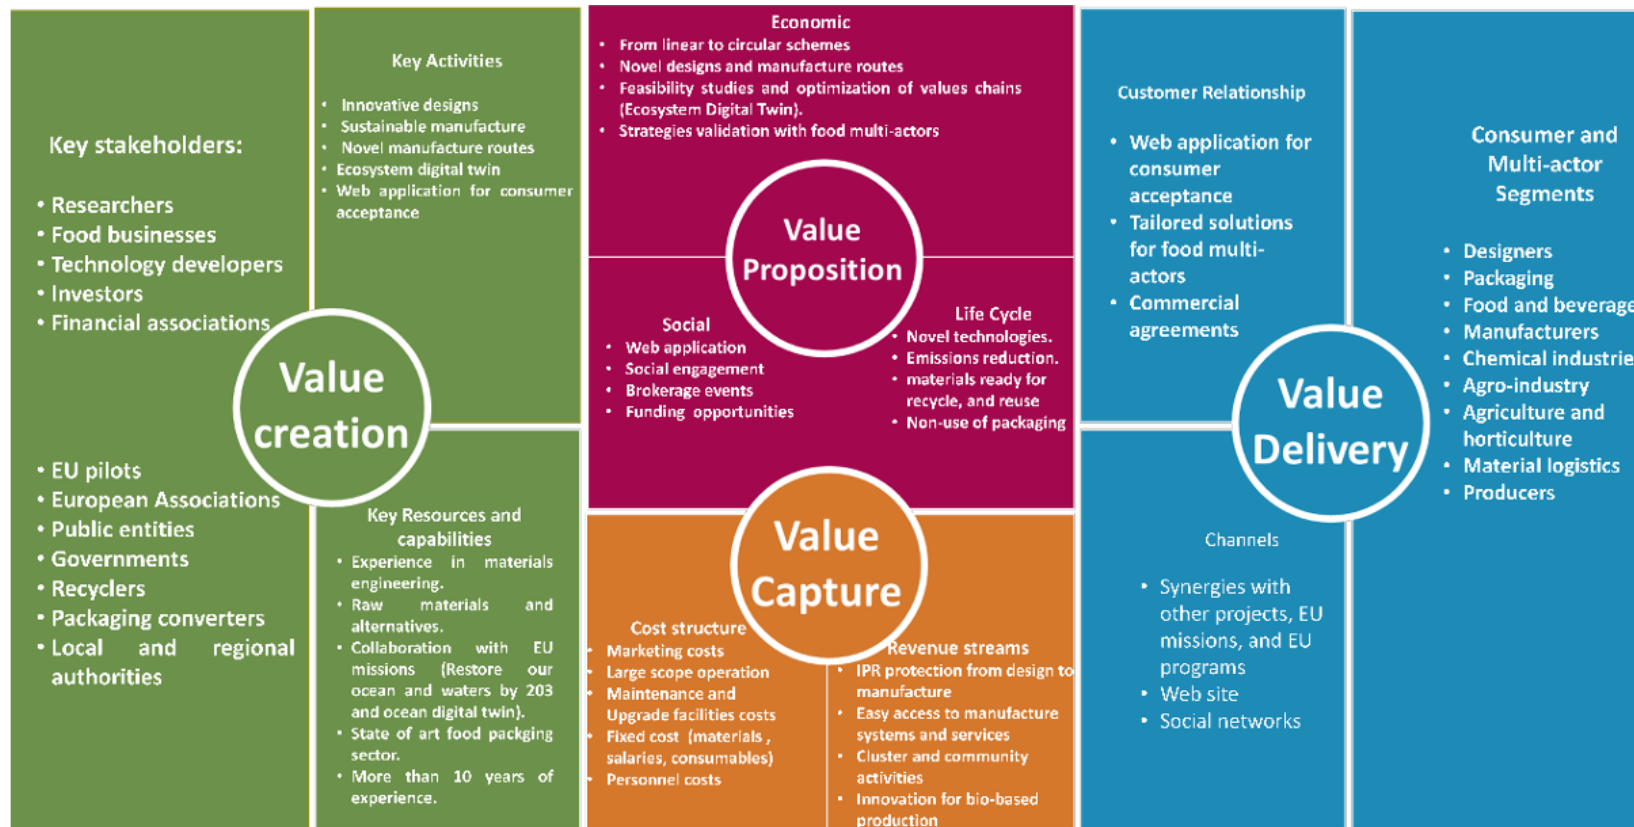 Key stakeholders:
• Researchers
• Food businesses
• Technology developers
• Investors
• Financial associations
• EU pilots
• European Associations
• Public entities
• Governments
• Recyclers
• Packaging converters
• Local and regional
authorities
Value
creation
Key Activities
• Innovative designs
• Sustainable manufacture
• Novel manufacture routes
• Ecosystem digital twin
• Web application for consumer
acceptance
Key Resources and
capabilities
• Experience in materials
engineering.
• Raw materials and
alternatives.
• Collaboration with EU
missions (Restore our
ocean and waters by 203
and ocean digital twin).
• State of art food packging
sector.
• More than 10 years of
experience.
Economic
• From linear to circular schemes
• Novel designs and manufacture routes
• Feasibility studies and optimization of values chains
(Ecosystem Digital Twin).
• Strategies validation with food multi-actors
Value
Proposition
Social
• Web application
• Social engagement
• Brokerage events
• Funding opportunities
Life Cycle
• Novel technologies.
• Emissions reduction.
• materials ready for
recycle, and reuse
• Non-use of packaging
Value
Capture
Cost structure
• Marketing costs
• Large scope operation
• Maintenance and
Upgrade facilities costs
• Fixed cost (materials ,
salaries, consumables)
• Personnel costs
Revenue streams
• IPR protection from design to
manufacture
• Easy access to manufacture
systems and services
• Cluster and community
activities
• Innovation for bio-based
production
Customer Relationship
• Web application for
consumer
acceptance
• Tailored solutions
for food multi-
actors
• Commercial
agreements
Value
Delivery
Channels
• Synergies with
other projects, EU
missions, and EU
programs
• Web site
• Social networks
Consumer and
Multi-actor
Segments
• Designers
• Packaging
• Food and beverage
• Manufacturers
• Chemical industrie
• Agro-industry
• Agriculture and
horticulture
• Material logistics
• Producers